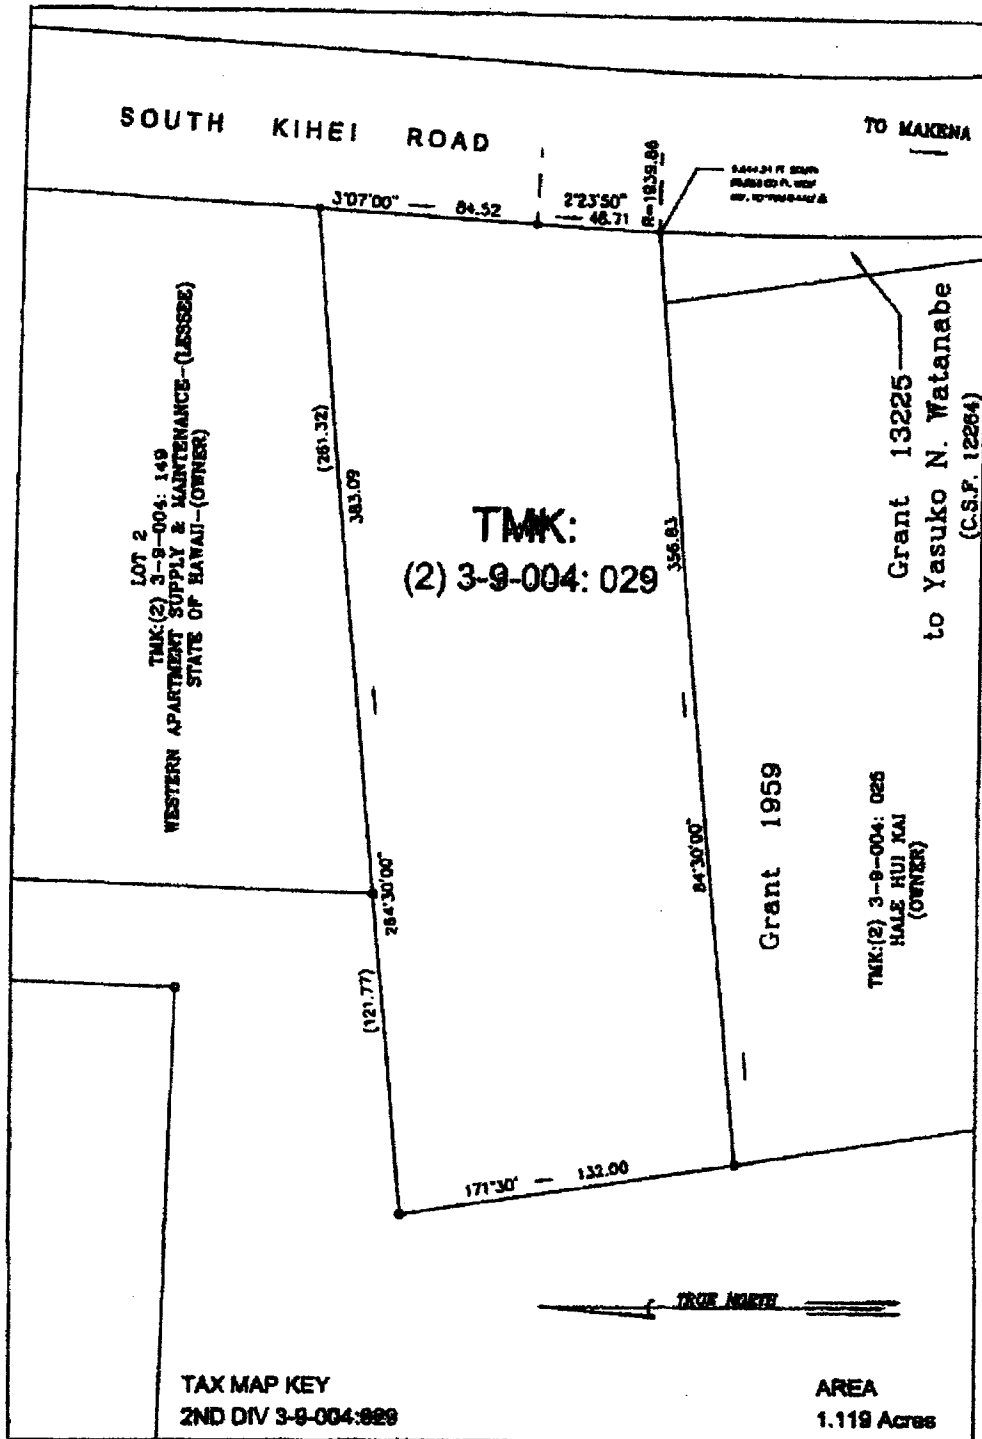 SOUTH KIHEI ROAD
TO MAKENA
3°07'00" — 84.52
2°23'50"
— 48.71
R=1839.86
LOT 2
TMK:(2) 3-9-004: 149
WESTERN APARTMENT SUPPLY & MAINTENANCE-(LESSEE)
STATE OF HAWAII-(OWNER)
(261.32)
383.09
TMK:
(2) 3-9-004: 029
356.83
Grant 13225
to Yasuko N. Watanabe
(C.S.F. 12264)
264°30'00"
84°30'00"
Grant 1959
TMK:(2) 3-9-004: 026
HALE HUI KAI
(OWNER)
(121.77)
171°30' — 132.00
TRUE NORTH
TAX MAP KEY
2ND DIV 3-9-004:029
AREA
1.119 Acres